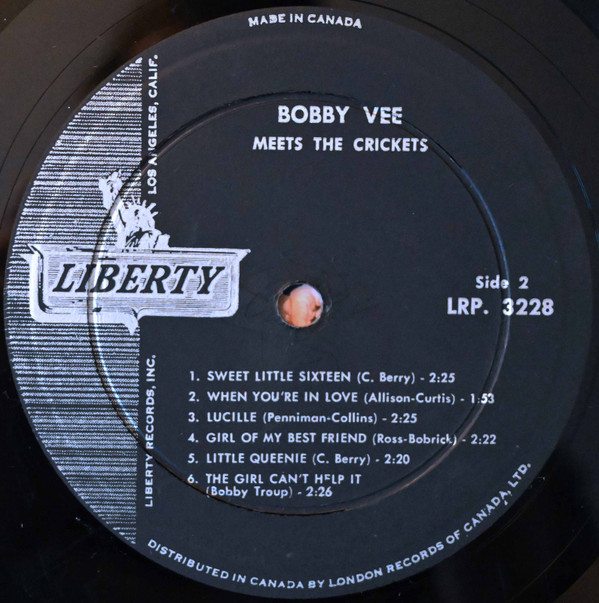 MADE IN CANADA
BOBBY VEE
MEETS THE CRICKETS
LIBERTY RECORDS, INC. LOS ANGELES, CALIF.
LIBERTY
Side 2
LRP. 3228
1. SWEET LITTLE SIXTEEN (C. Berry) - 2:25
2. WHEN YOU'RE IN LOVE (Allison-Curtis) - 1:53
3. LUCILLE (Penniman-Collins) - 2:25
4. GIRL OF MY BEST FRIEND (Ross-Bobrick) - 2:22
5. LITTLE QUEENIE (C. Berry) - 2:20
6. THE GIRL CAN'T HELP IT
(Bobby Troup) - 2:26
DISTRIBUTED IN CANADA BY LONDON RECORDS OF CANADA, LTD.